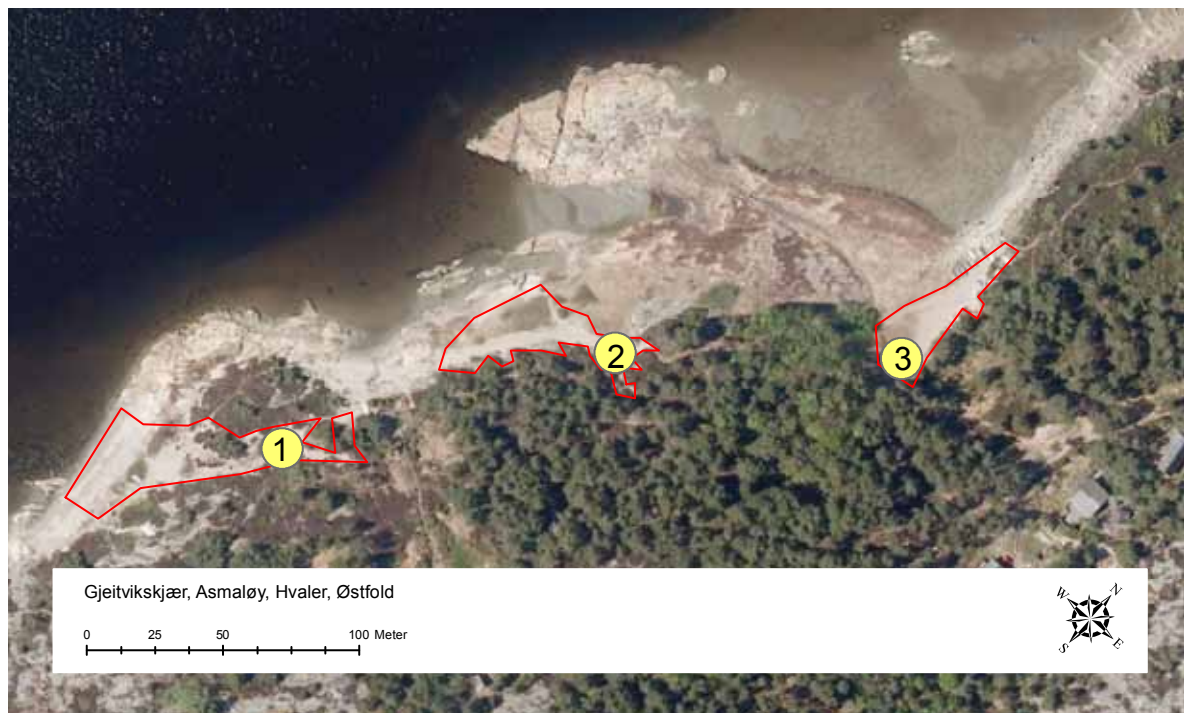 1
2
3
Gjeitvikskjær, Asmaløy, Hvaler, Østfold
0 25 50 100 Meter
W N
S E